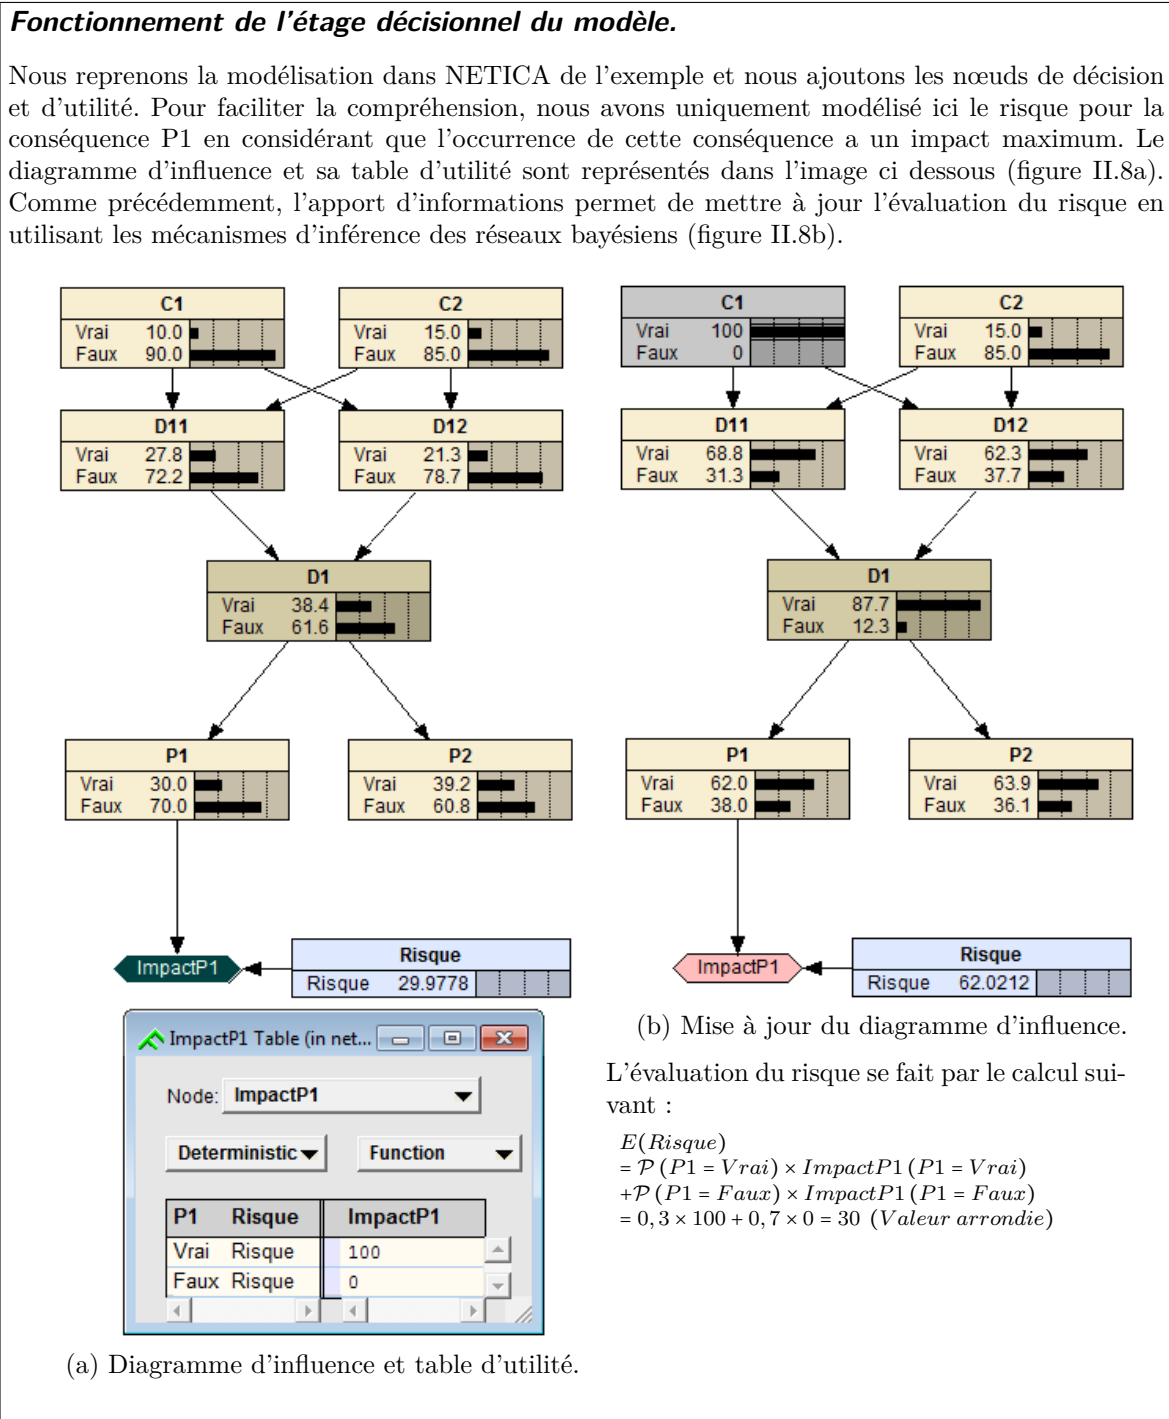 Fonctionnement de l'étage décisionnel du modèle.
Nous reprenons la modélisation dans NETICA de l'exemple et nous ajoutons les nœuds de décision
et d'utilité. Pour faciliter la compréhension, nous avons uniquement modélisé ici le risque pour la
conséquence P1 en considérant que l'occurrence de cette conséquence a un impact maximum. Le
diagramme d'influence et sa table d'utilité sont représentés dans l'image ci dessous (figure II.8a).
Comme précédemment, l'apport d'informations permet de mettre à jour l'évaluation du risque en
utilisant les mécanismes d'inférence des réseaux bayésiens (figure II.8b).
C1
Vrai 10.0
Faux 90.0
C2
Vrai 15.0
Faux 85.0
D11
Vrai 27.8
Faux 72.2
D12
Vrai 21.3
Faux 78.7
D1
Vrai 38.4
Faux 61.6
P1
Vrai 30.0
Faux 70.0
P2
Vrai 39.2
Faux 60.8
ImpactP1
Risque
Risque 29.9778
ImpactP1 Table (in net...
Node: ImpactP1
Deterministic Function
P1 Risque ImpactP1
Vrai Risque 100
Faux Risque 0
(a) Diagramme d'influence et table d'utilité.
C1
Vrai 100
Faux 0
C2
Vrai 15.0
Faux 85.0
D11
Vrai 68.8
Faux 31.3
D12
Vrai 62.3
Faux 37.7
D1
Vrai 87.7
Faux 12.3
P1
Vrai 62.0
Faux 38.0
P2
Vrai 63.9
Faux 36.1
ImpactP1
Risque
Risque 62.0212
(b) Mise à jour du diagramme d'influence.
L'évaluation du risque se fait par le calcul sui-
vant :
E(Risque)
= P (P1 = Vrai) × ImpactP1 (P1 = Vrai)
+P (P1 = Faux) × ImpactP1 (P1 = Faux)
= 0,3 × 100 + 0,7 × 0 = 30 (Valeur arrondie)